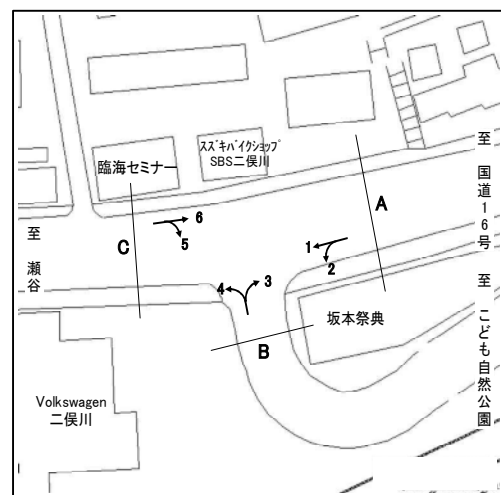 スズキバイクショップ
SBS二俣川
臨海セミナー
A
至 国道16号
6
C
5
1
2
至 瀬谷
4
3
B
坂本祭典
至 こども自然公園
Volkswagen
二俣川